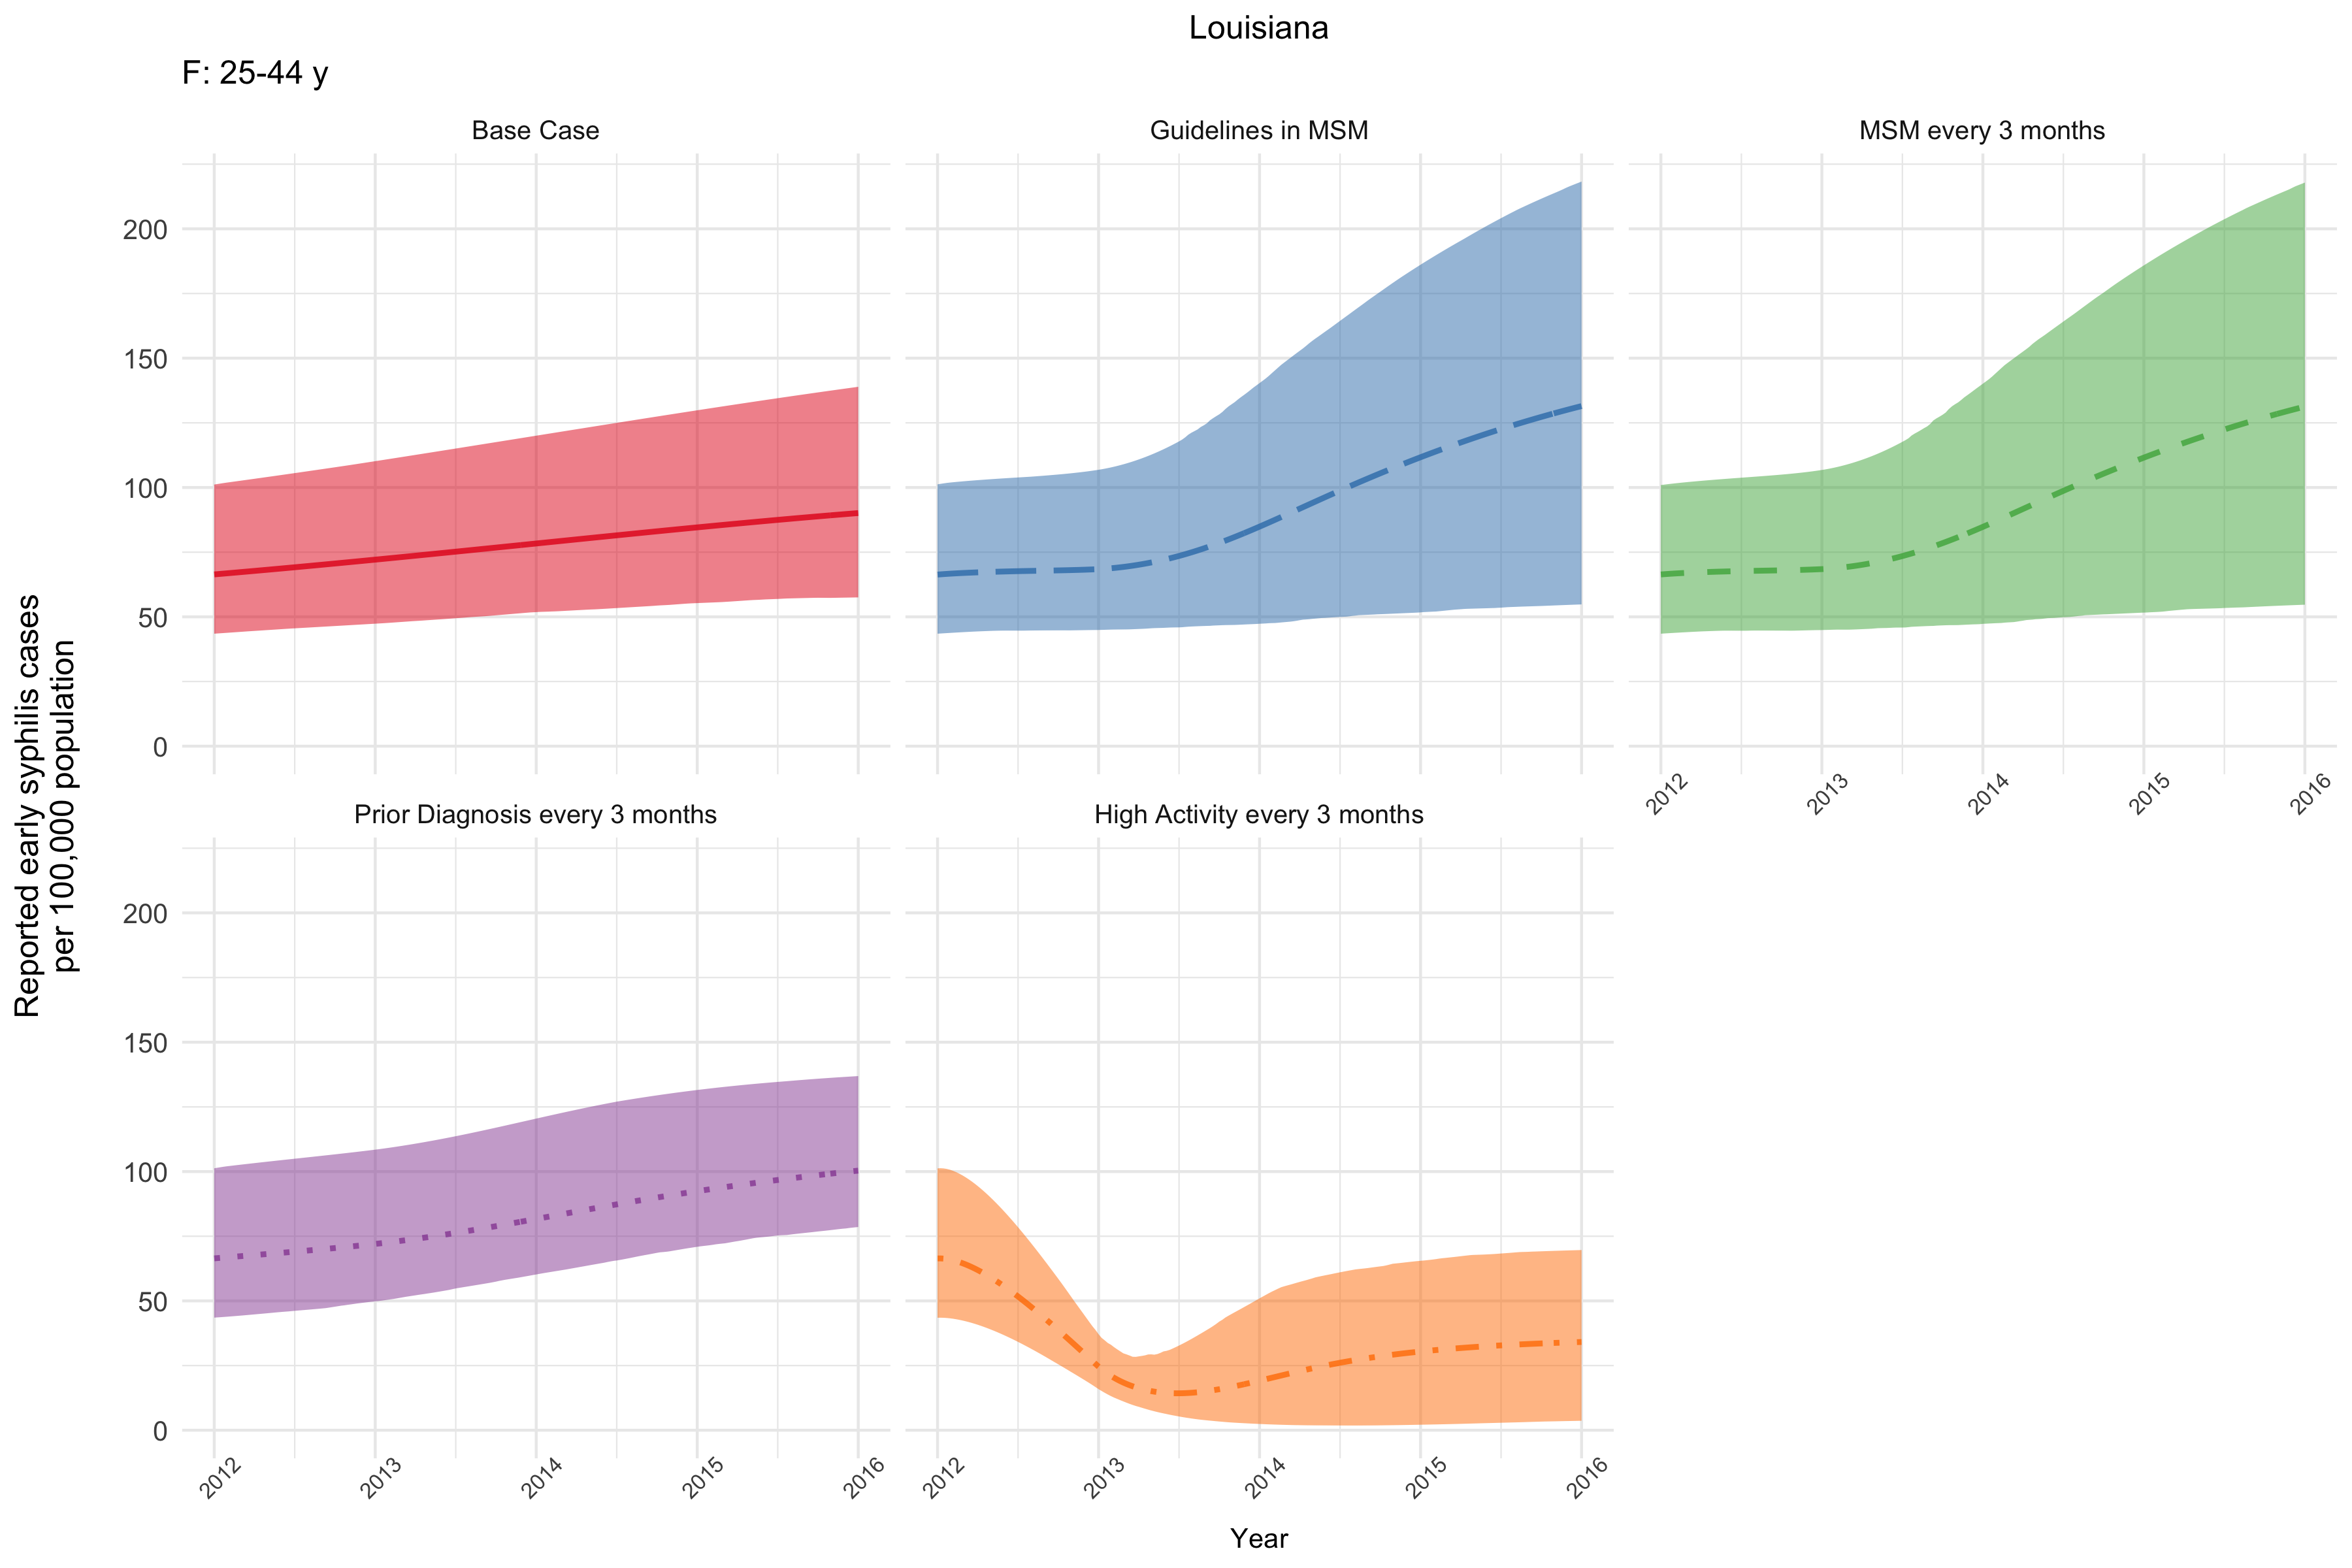 Louisiana
F: 25-44 y
Base Case
Guidelines in MSM
MSM every 3 months
200
150
100
50
0
2012
2013
2014
2015
2016
Reported early syphilis cases
per 100,000 population
Prior Diagnosis every 3 months
High Activity every 3 months
200
150
100
50
0
2012
2013
2014
2015
2016
2012
2013
2014
2015
2016
Year